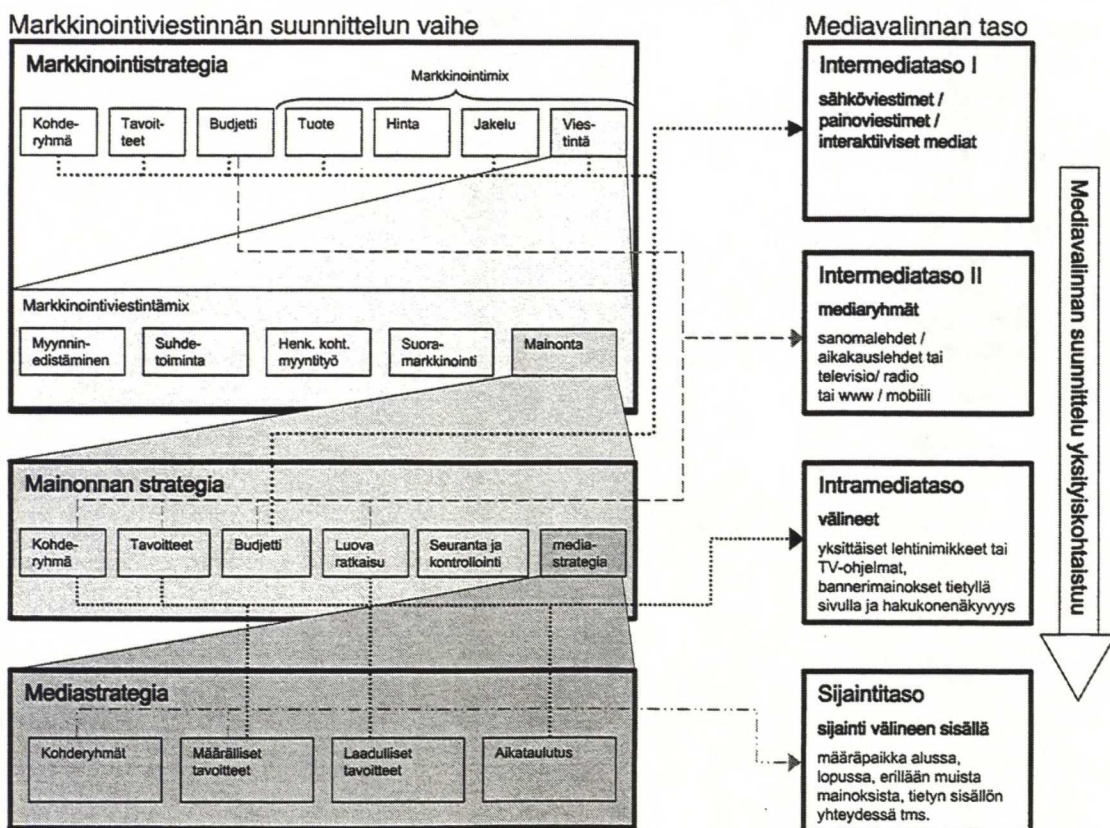 Markkinointiviestinnän suunnittelun vaihe
Markkinointistrategia
Markkinointimix
Kohde-
ryhmä
Tavoit-
teet
Budjetti
Tuote
Hinta
Jakelu
Vies-
tintä
Markkinointiviestintämix
Myynnin-
edistäminen
Suhde-
toiminta
Henk. koht.
myyntityö
Suora-
markkinointi
Mainonta
Mainonnan strategia
Kohde-
ryhmä
Tavoitteet
Budjetti
Luova
ratkaisu
Seuranta ja
kontrollointi
media-
strategia
Mediastrategia
Kohderyhmät
Määrälliset
tavoitteet
Laadulliset
tavoitteet
Aikataulutus
Mediavalinnan taso
Intermediataso I
sähköviestimet /
painoviestimet /
interaktiiviset mediat
Intermediataso II
mediaryhmät
sanomalehdet /
aikakauslehdet tai
televisio/ radio
tai www / mobiili
Intramediataso
välineet
yksittäiset lehtinimikkeet tai
TV-ohjelmat,
bannerimainokset tietyllä
sivulla ja hakukonenäkyvyys
Sijaintitaso
sijainti välineen sisällä
määräpaikka alussa,
lopussa, erillään muista
mainoksista, tietyn sisällön
yhteydessä tms.
Mediavalinnan suunnittelu yksityiskohtaistuu